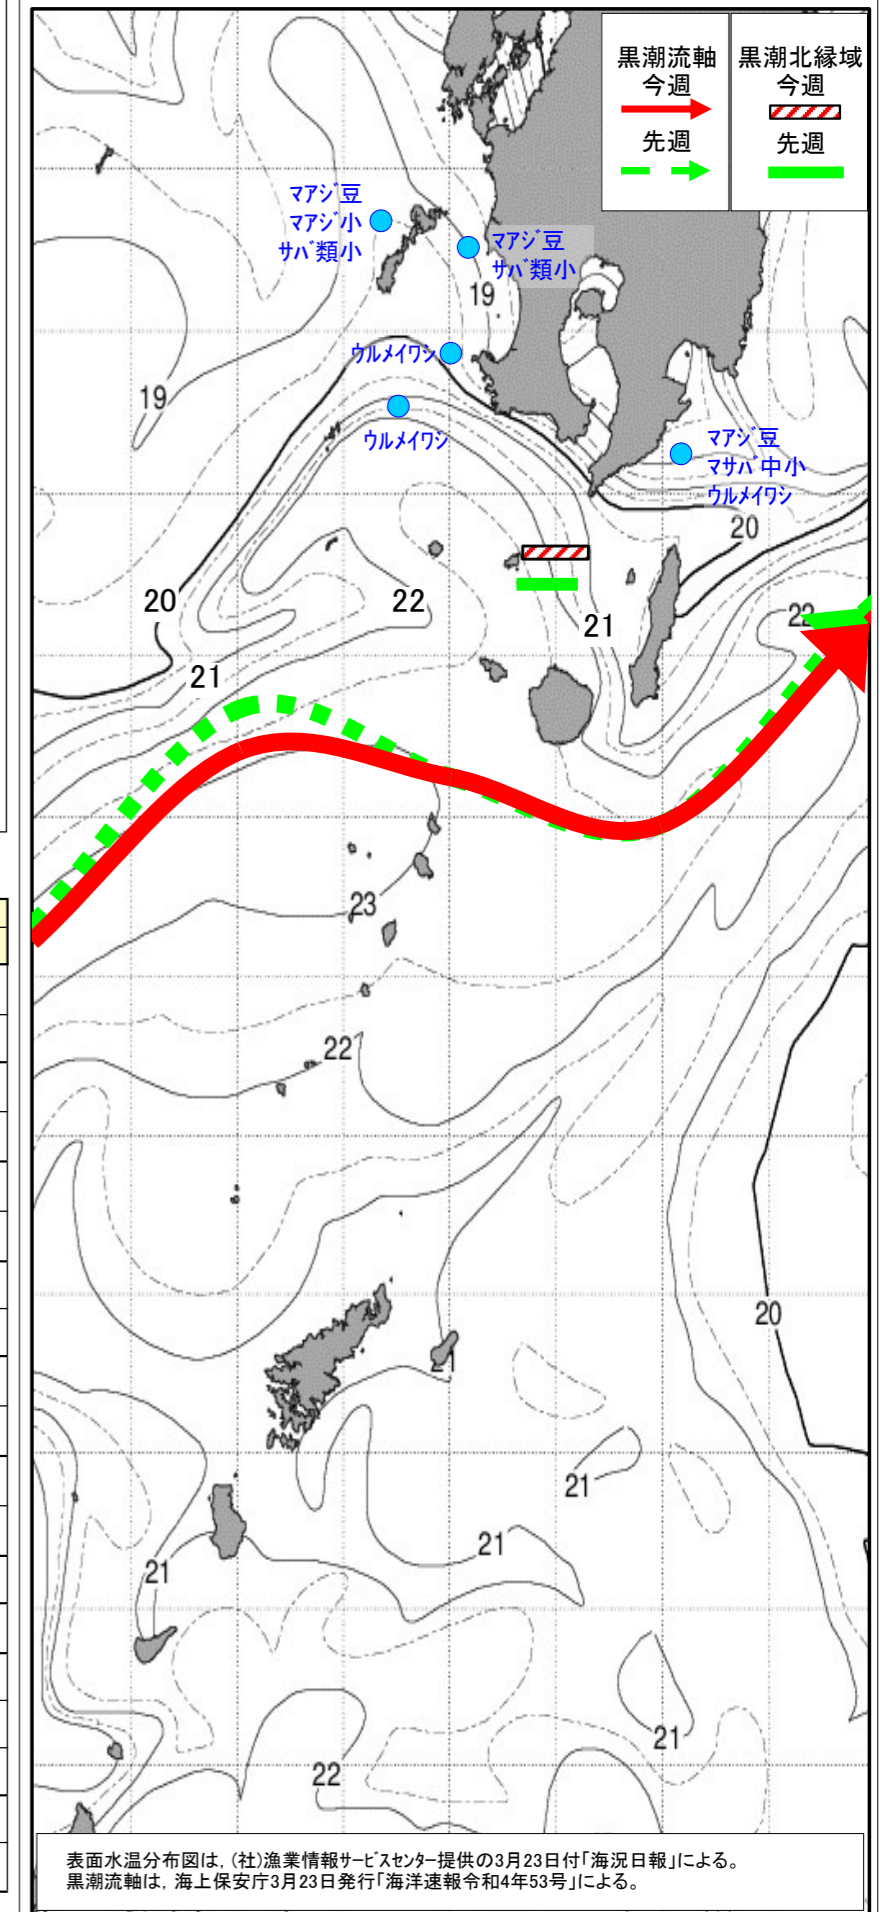 黒潮流軸
今週
先週
黒潮北縁域
今週
先週
マアジ豆
マアジ小
サバ類小
マアジ豆
サバ類小
19
ウルメイワシ
19
ウルメイワシ
マアジ豆
マサバ中小
ウルメイワシ
20
20
22
21
22
21
23
22
20
21
21
21
21
21
22
表面水温分布図は，(社)漁業情報サービスセンター提供の3月23日付「海況日報」による。
黒潮流軸は，海上保安庁3月23日発行「海洋速報令和4年53号」による。